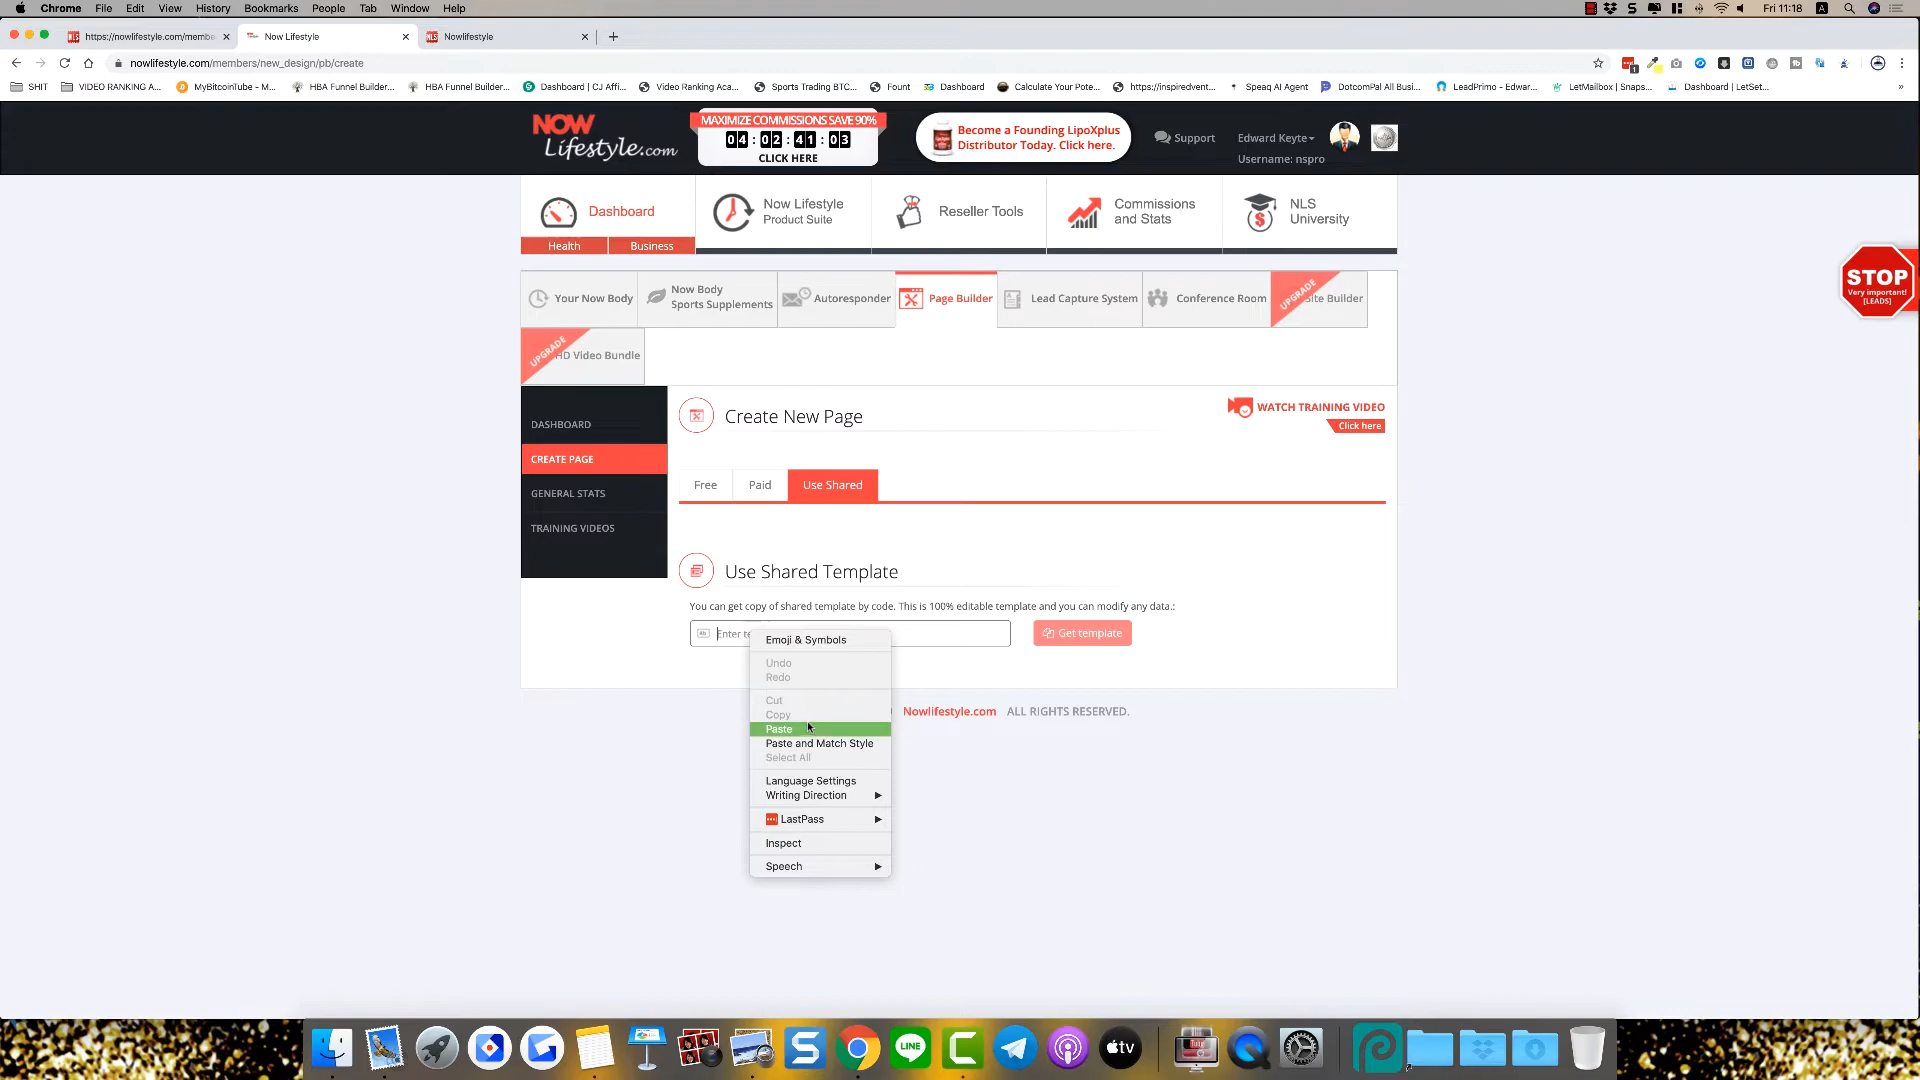 Chrome File Edit View History Bookmarks People Tab Window Help
Fri 11:18
https://nowlifestyle.com/membe
Now Lifestyle
Nowlifestyle
nowlifestyle.com/members/new_design/pb/create
SHIT
VIDEO RANKING A...
MyBitcoinTube - M...
HBA Funnel Builder...
HBA Funnel Builder...
Dashboard | CJ Affi...
Video Ranking Aca...
Sports Trading BTC...
Fount
Dashboard
Calculate Your Pote...
https://inspiredvent...
Speaq AI Agent
DotcomPal All Busi...
LeadPrimo - Edwar...
LetMailbox | Snaps...
Dashboard | LetSet...
NOW
Lifestyle.com
MAXIMIZE COMMISSIONS SAVE 90%
04 : 02 : 41 : 03
CLICK HERE
Become a Founding LipoXplus
Distributor Today. Click here.
Support
Edward Keyte
Username: nspro
Dashboard
Health
Business
Now Lifestyle
Product Suite
Reseller Tools
Commissions
and Stats
NLS
University
STOP
Very important!
[LEADS]
Your Now Body
Now Body
Sports Supplements
Autoresponder
Page Builder
Lead Capture System
Conference Room
UPGRADE
Site Builder
UPGRADE
HD Video Bundle
DASHBOARD
CREATE PAGE
GENERAL STATS
TRAINING VIDEOS
Create New Page
WATCH TRAINING VIDEO
Click here
Free
Paid
Use Shared
Use Shared Template
You can get copy of shared template by code. This is 100% editable template and you can modify any data.:
Enter te
Get template
Emoji & Symbols
Undo
Redo
Cut
Copy
Paste
Paste and Match Style
Select All
Language Settings
Writing Direction
LastPass
Inspect
Speech
Nowlifestyle.com ALL RIGHTS RESERVED.
LINE
tv